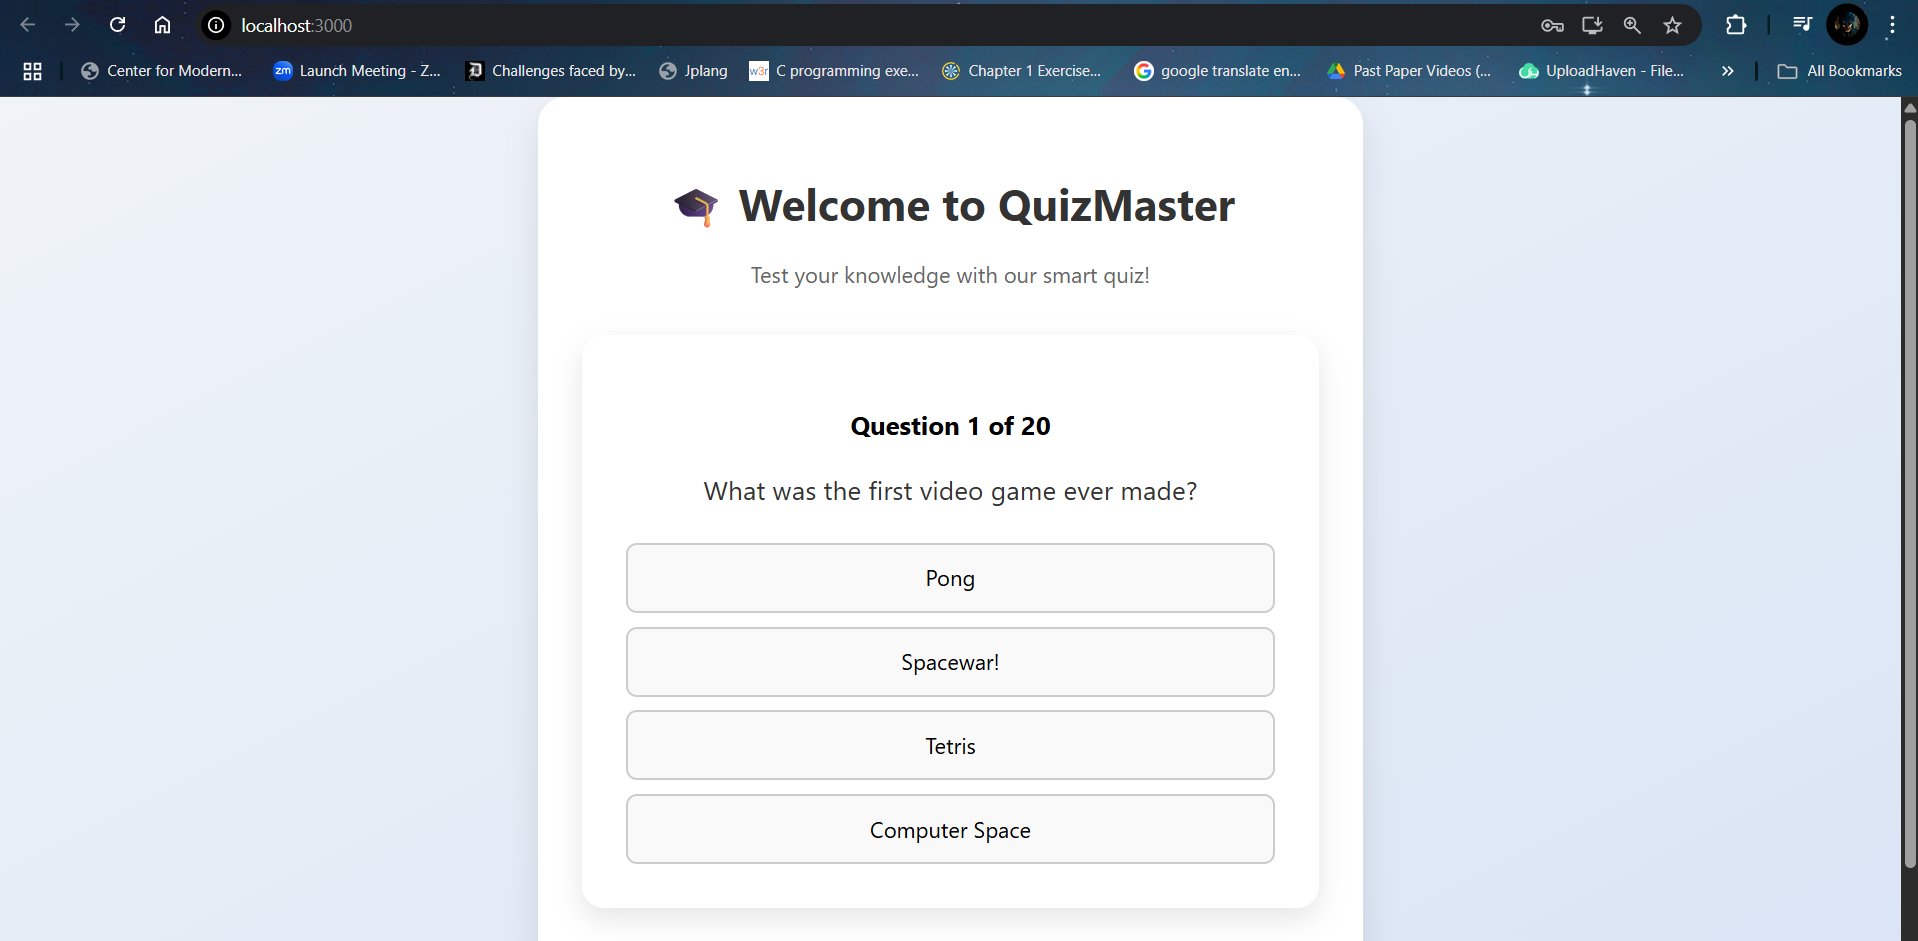 localhost:3000
Center for Modern...
zm
Launch Meeting - Z...
Challenges faced by...
Jplang
w3r
C programming exe...
Chapter 1 Exercise...
google translate en...
Past Paper Videos (...
UploadHaven - File...
All Bookmarks
Welcome to QuizMaster
Test your knowledge with our smart quiz!
Question 1 of 20
What was the first video game ever made?
Pong
Spacewar!
Tetris
Computer Space